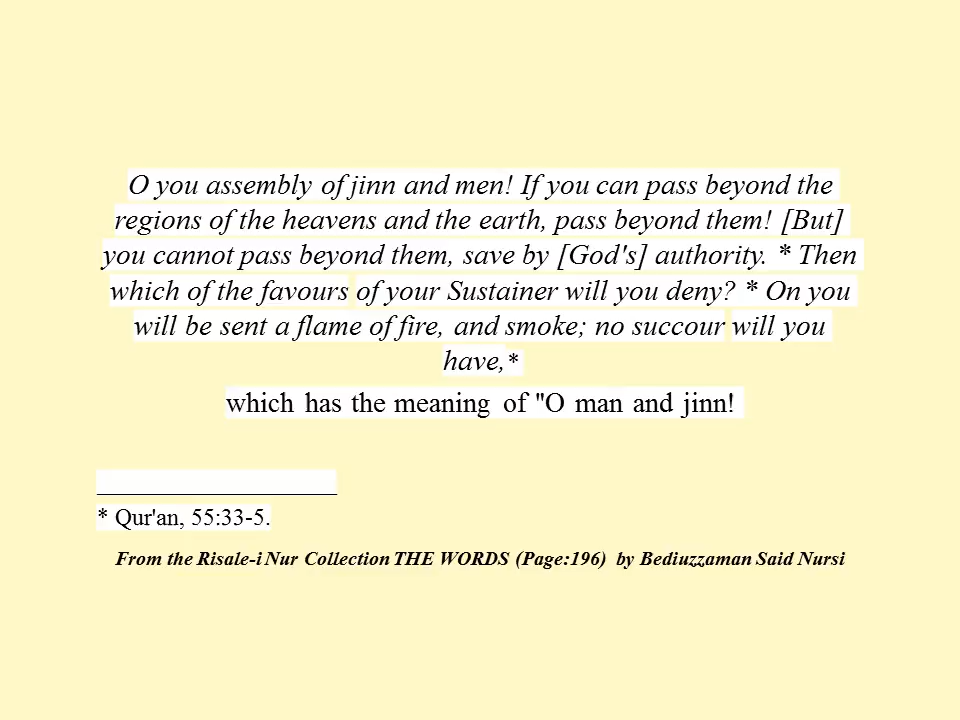 O you assembly of jinn and men! If you can pass beyond the
regions of the heavens and the earth, pass beyond them! [But]
you cannot pass beyond them, save by [God's] authority. * Then
which of the favours of your Sustainer will you deny? * On you
will be sent a flame of fire, and smoke; no succour will you
have,*
which has the meaning of "O man and jinn!
* Qur'an, 55:33-5.
From the Risale-i Nur Collection THE WORDS (Page:196) by Bediuzzaman Said Nursi